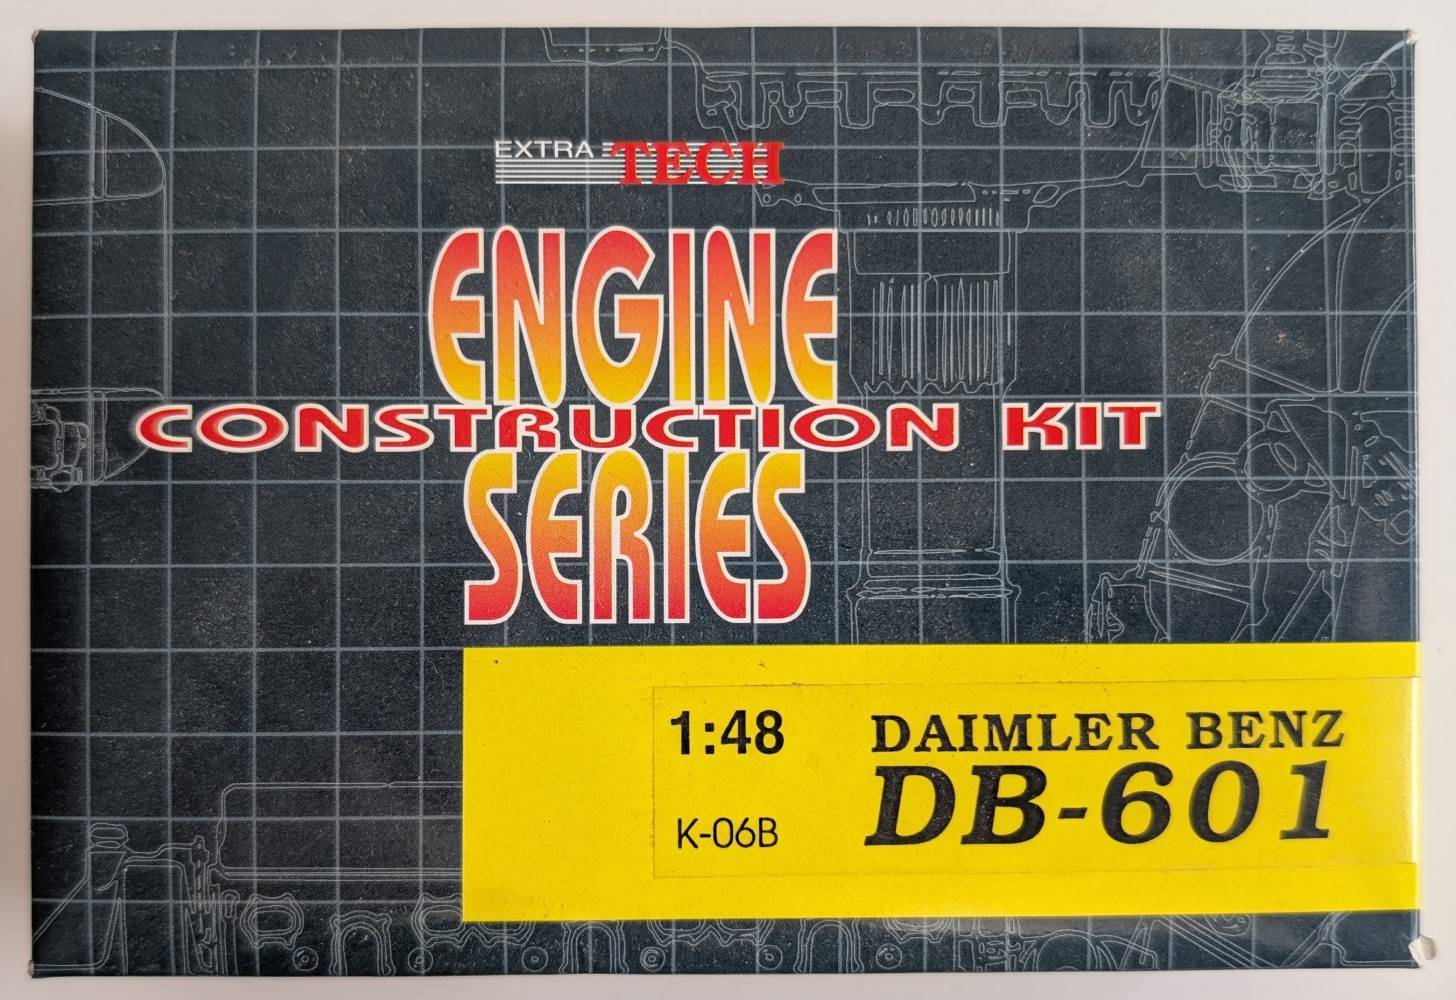 EXTRA TECH
ENGINE
CONSTRUCTION KIT
SERIES
1:48
DAIMLER BENZ
DB-601
K-06B